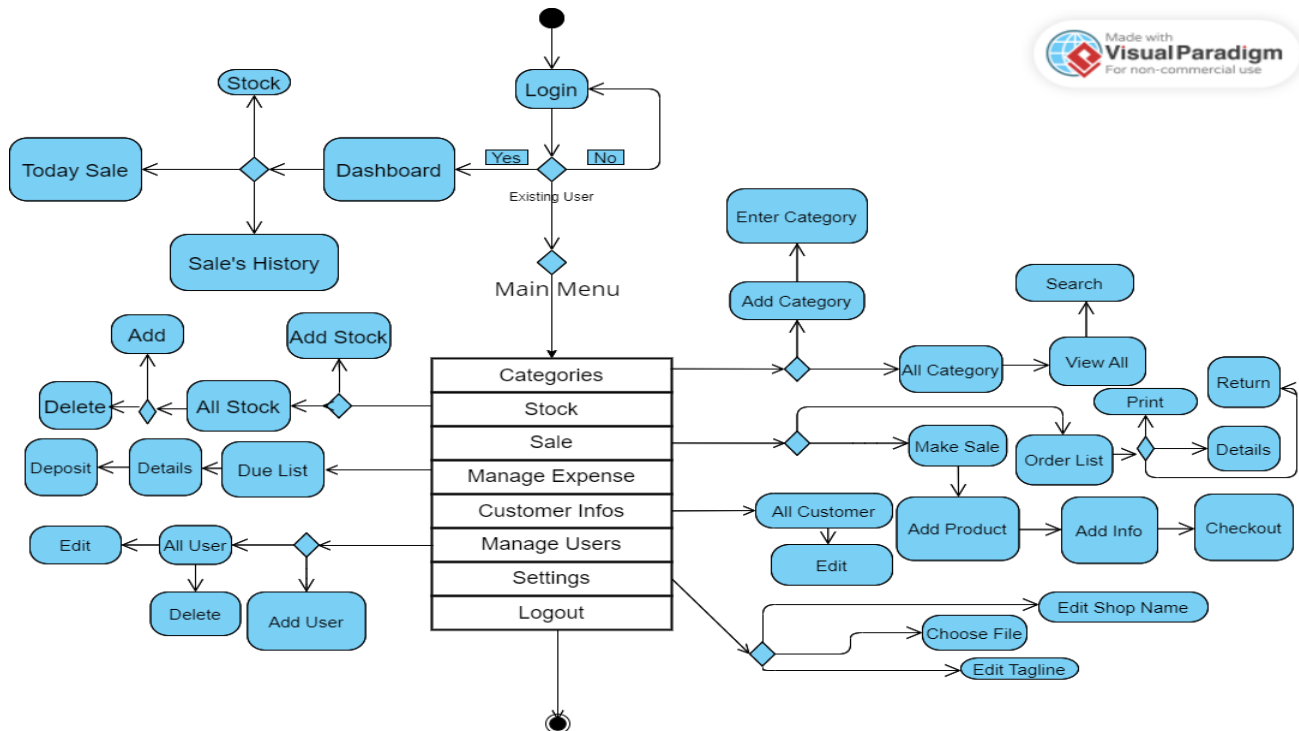 Made with
Visual Paradigm
For non-commercial use
Login
Stock
Yes
No
Today Sale
Dashboard
Existing User
Sale's History
Main Menu
Enter Category
Add Category
Search
All Category
View All
Add
Add Stock
Delete
All Stock
Categories
Stock
Sale
Manage Expense
Customer Infos
Manage Users
Settings
Logout
Print
Return
Make Sale
Order List
Details
Deposit
Details
Due List
All Customer
Add Product
Add Info
Checkout
Edit
Edit
All User
Delete
Add User
Edit Shop Name
Choose File
Edit Tagline